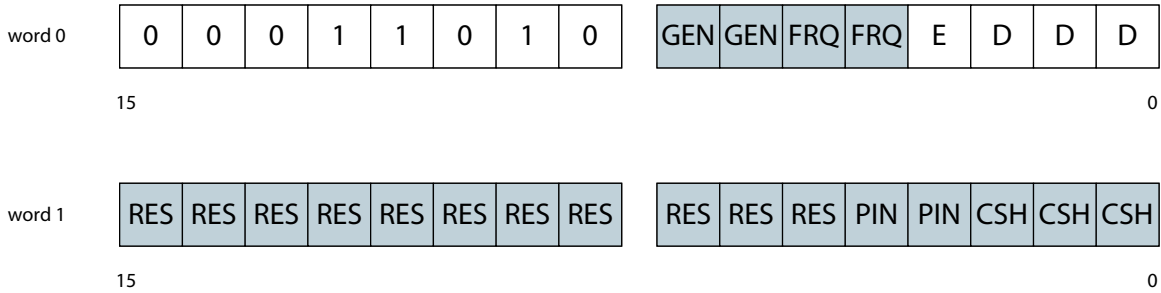 word 0 0 0 0 1 1 0 1 0 GEN GEN FRQ FRQ E D D D
15 0
word 1 RES RES RES RES RES RES RES RES RES RES RES PIN PIN CSH CSH CSH
15 0